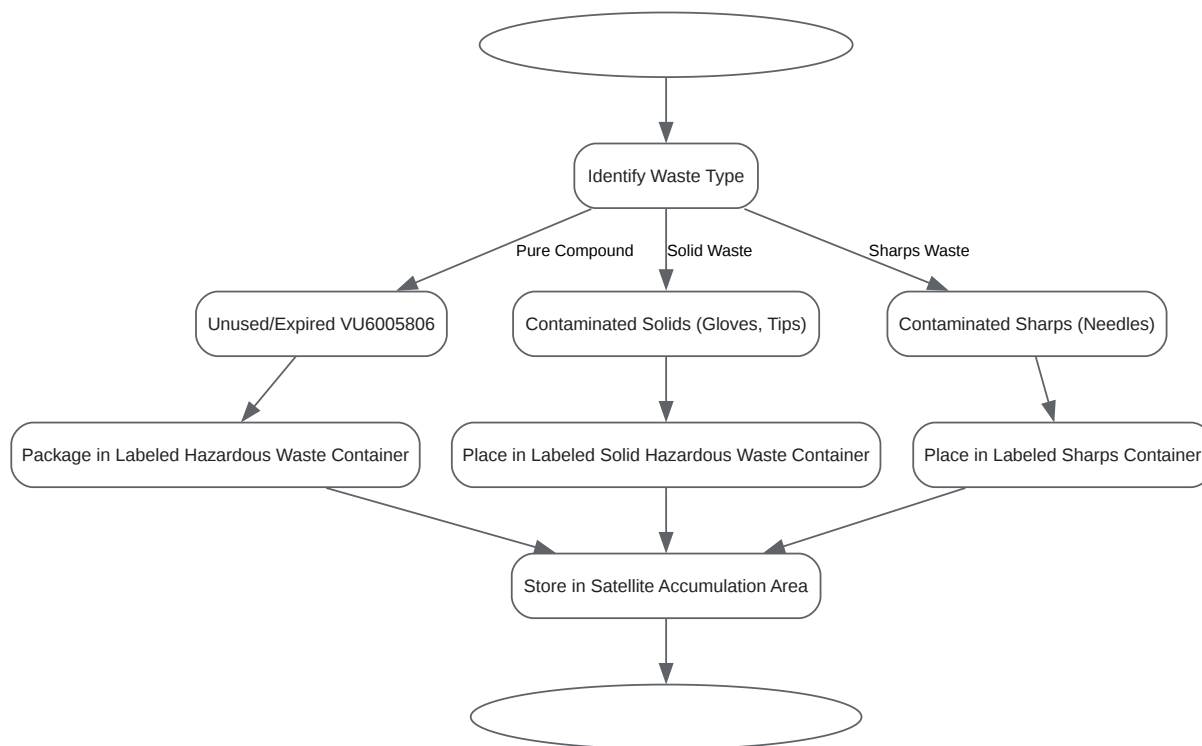 Identify Waste Type
Pure Compound
Solid Waste
Sharps Waste
Unused/Expired VU6005806
Contaminated Solids (Gloves, Tips)
Contaminated Sharps (Needles)
Package in Labeled Hazardous Waste Container
Place in Labeled Solid Hazardous Waste Container
Place in Labeled Sharps Container
Store in Satellite Accumulation Area